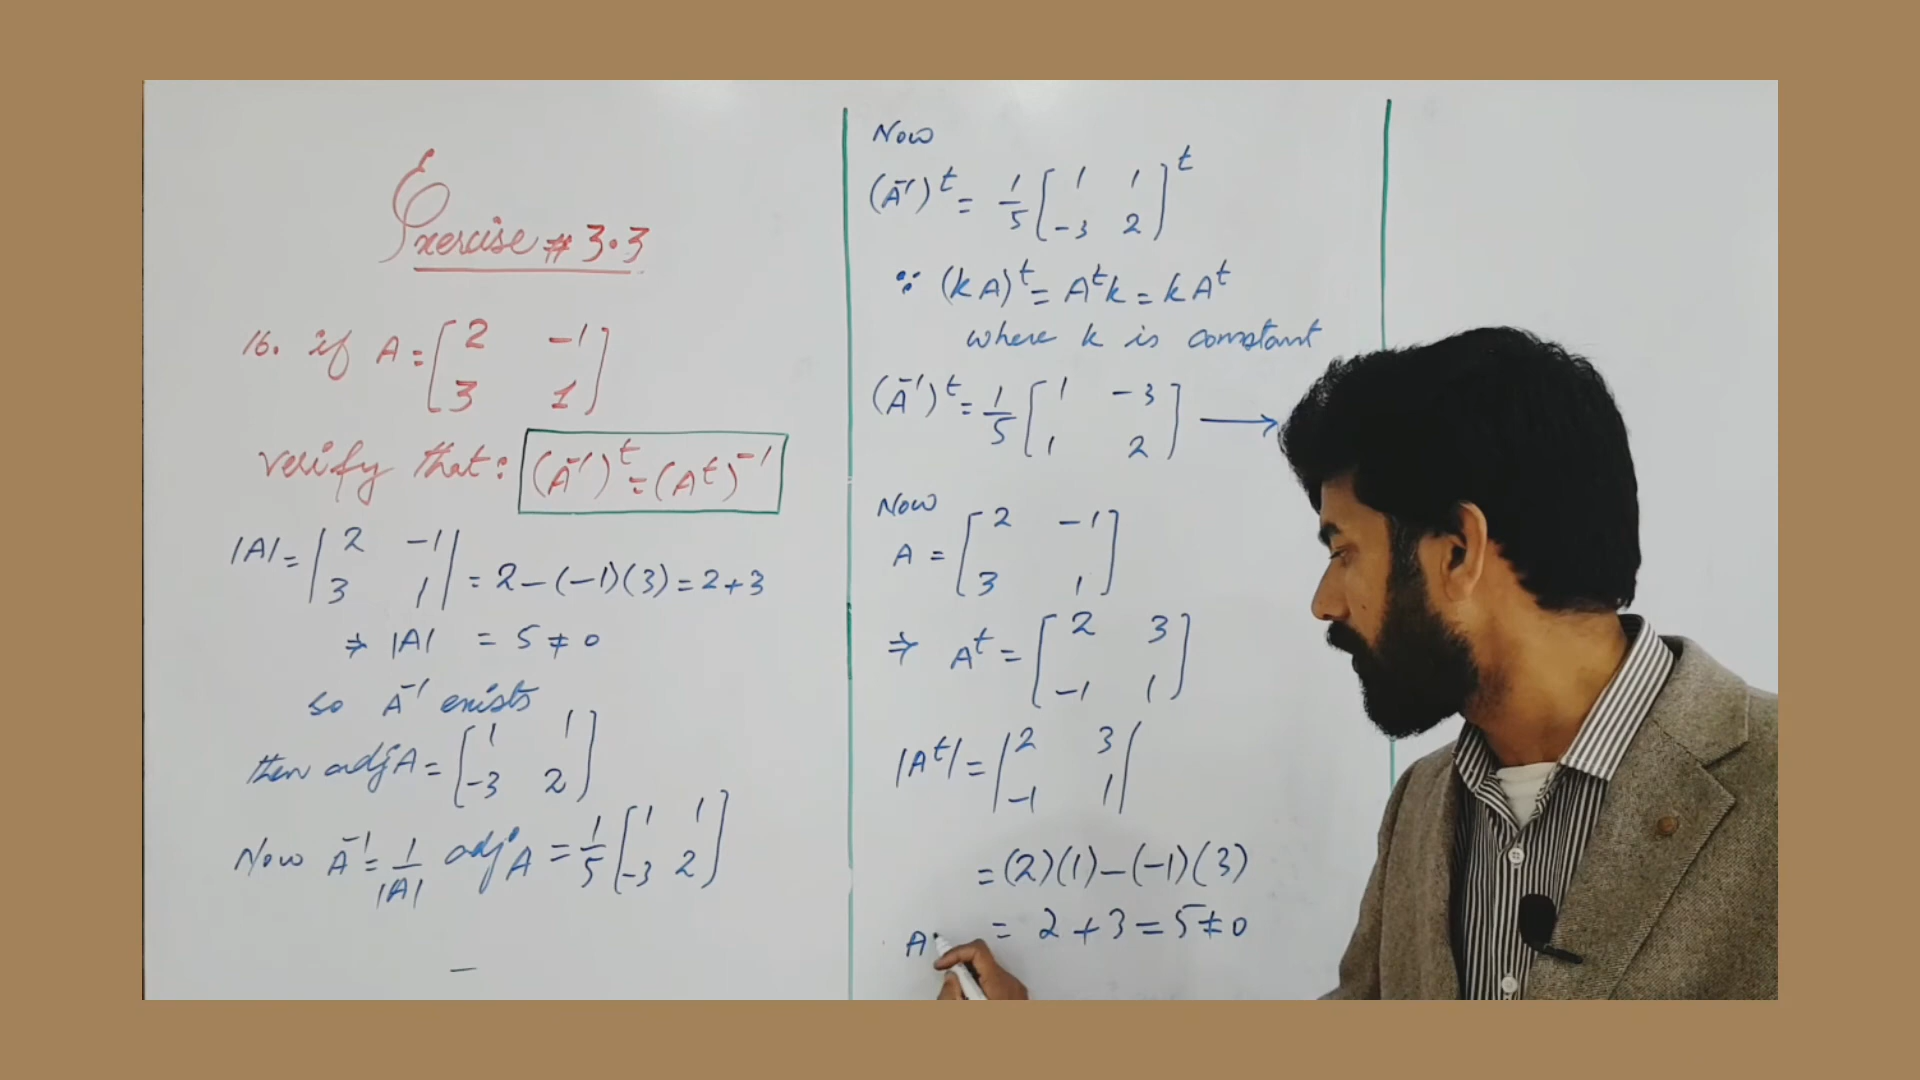 Exercise # 3.3
16. if A = [2 -1
3 1]
verify that: (A⁻¹)ᵗ = (Aᵗ)⁻¹
|A| = |2 -1
3 1| = 2 - (-1)(3) = 2+3
⇒ |A| = 5 ≠ 0
so A⁻¹ exists
then adjA = [1 1
-3 2]
Now A⁻¹ = 1/|A| adjA = 1/5 [1 1
-3 2]
Now
(A⁻¹)ᵗ = 1/5 [1 1
-3 2]ᵗ
∵ (kA)ᵗ = Aᵗk = kAᵗ
where k is constant
(A⁻¹)ᵗ = 1/5 [1 -3
1 2] →
Now
A = [2 -1
3 1]
⇒ Aᵗ = [2 3
-1 1]
|Aᵗ| = |2 3
-1 1|
= (2)(1) - (-1)(3)
= 2 + 3 = 5 ≠ 0
A